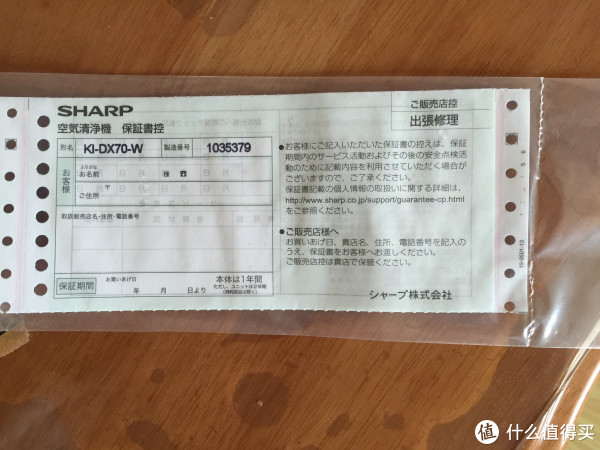 SHARP
空気清浄機 保証書控
形名 KI-DX70-W 製造番号 1035379
お客様
ふりがな
お名前 様 ☎
ご住所
取扱販売店名・住所・電話番号
保証期間
お買いあげ日
年 月 日より
本体は1年間
ご販売店控
出張修理
●お客様にご記入いただいた保証書の控えは、保証
期間内のサービス活動およびその後の安全点検活
動のために記載内容を利用させていただく場合が
ございますので、ご了承ください。
保証書記載の個人情報の取扱いに関する詳細は、
http://www.sharp.co.jp/support/guarantee-cp.html
をご参照ください。
●ご販売店様へ
お買いあげ日、貴店名、住所、電話番号を記入のう
え、保証書をお客様へお渡しください。
ご販売店控は貴店で保管ください。
シャープ株式会社
值 什么值得买